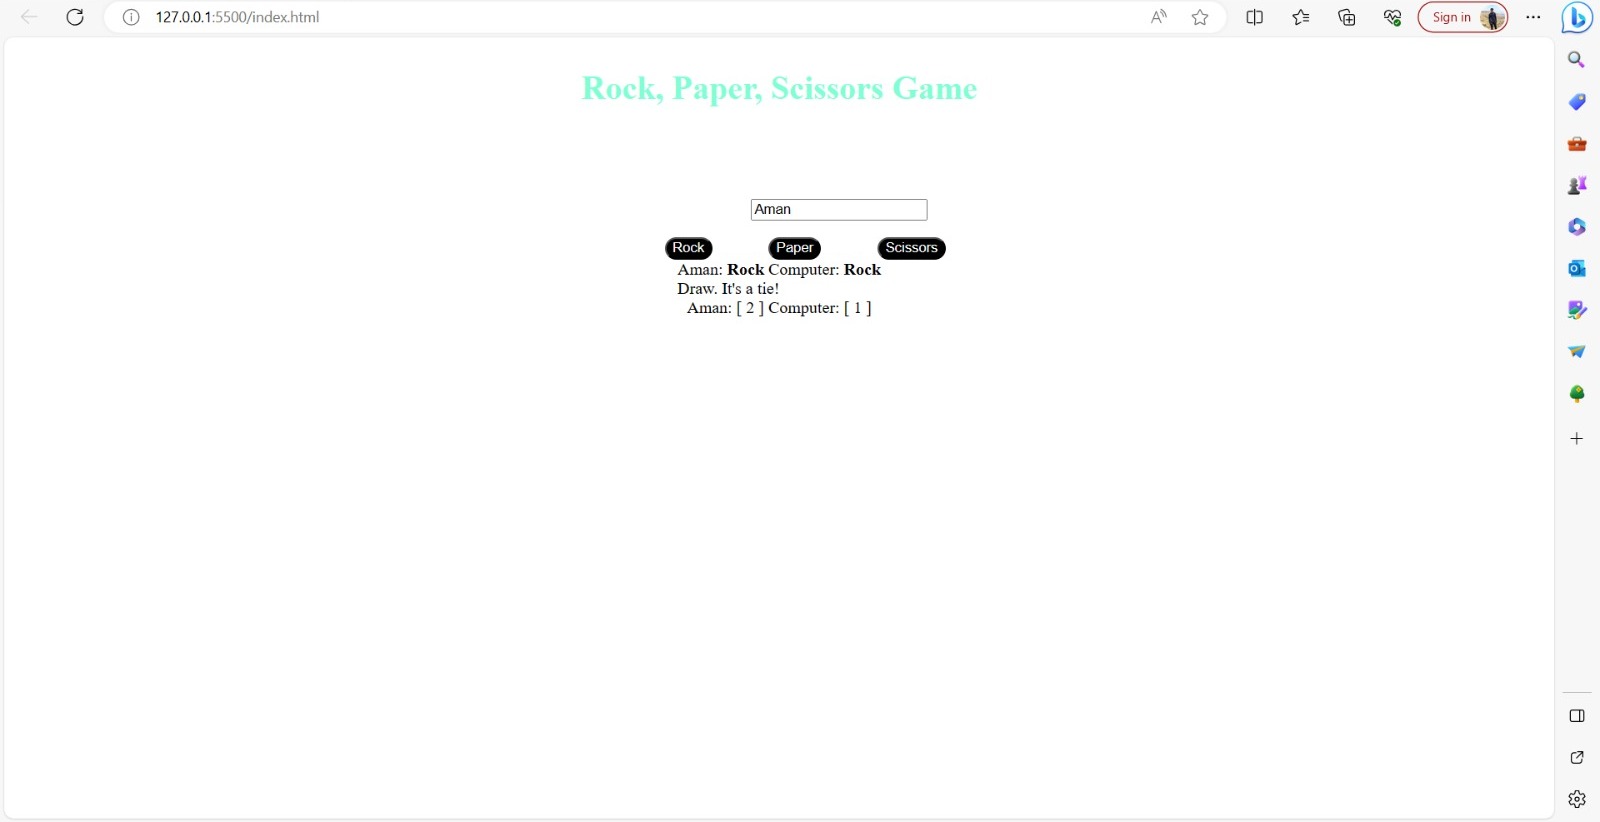 127.0.0.1:5500/index.html
Sign in
Rock, Paper, Scissors Game
Aman
Rock Paper Scissors
Aman: Rock Computer: Rock
Draw. It's a tie!
Aman: [ 2 ] Computer: [ 1 ]